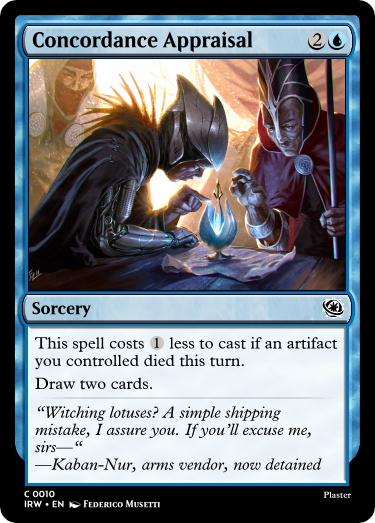 Concordance Appraisal 2
Sorcery
This spell costs 1 less to cast if an artifact
you controlled died this turn.
Draw two cards.
“Witching lotuses? A simple shipping
mistake, I assure you. If you'll excuse me,
sirs—“
—Kaban-Nur, arms vendor, now detained
C 0010
IRW • EN Federico Musetti
Plaster